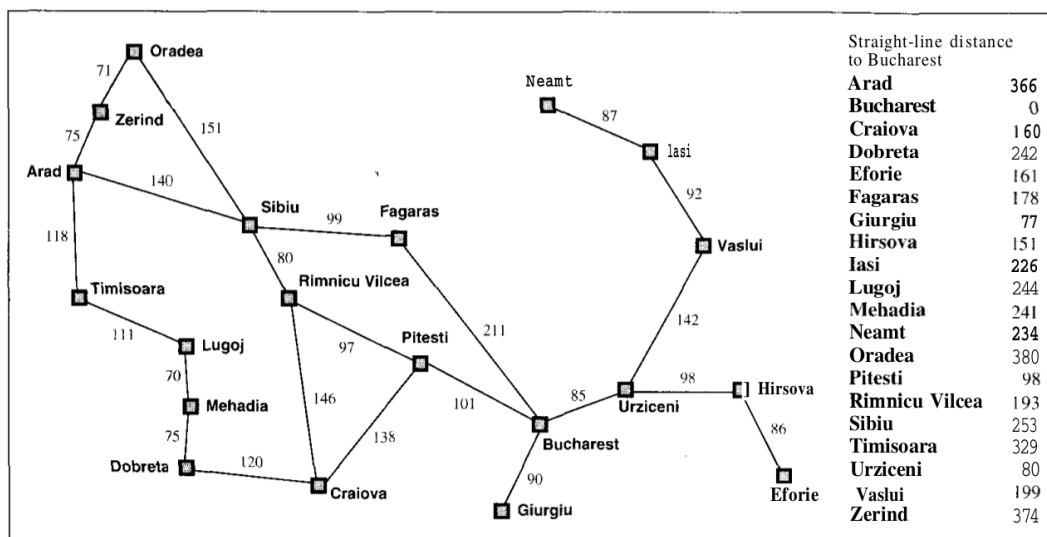 Oradea
71
Neamt
87
Zerind
151
75
Iasi
Arad
140
92
Sibiu
99
Fagaras
118
Vaslui
80
Timisoara
Rimnicu Vilcea
142
111
211
Lugoj
97
Pitesti
70
98
Hirsova
146
101
85
Urziceni
Mehadia
138
86
75
Bucharest
120
90
Dobreta
Craiova
Eforie
Giurgiu
Straight-line distance
to Bucharest
Arad 366
Bucharest 0
Craiova 160
Dobreta 242
Eforie 161
Fagaras 178
Giurgiu 77
Hirsova 151
Iasi 226
Lugoj 244
Mehadia 241
Neamt 234
Oradea 380
Pitesti 98
Rimnicu Vilcea 193
Sibiu 253
Timisoara 329
Urziceni 80
Vaslui 199
Zerind 374